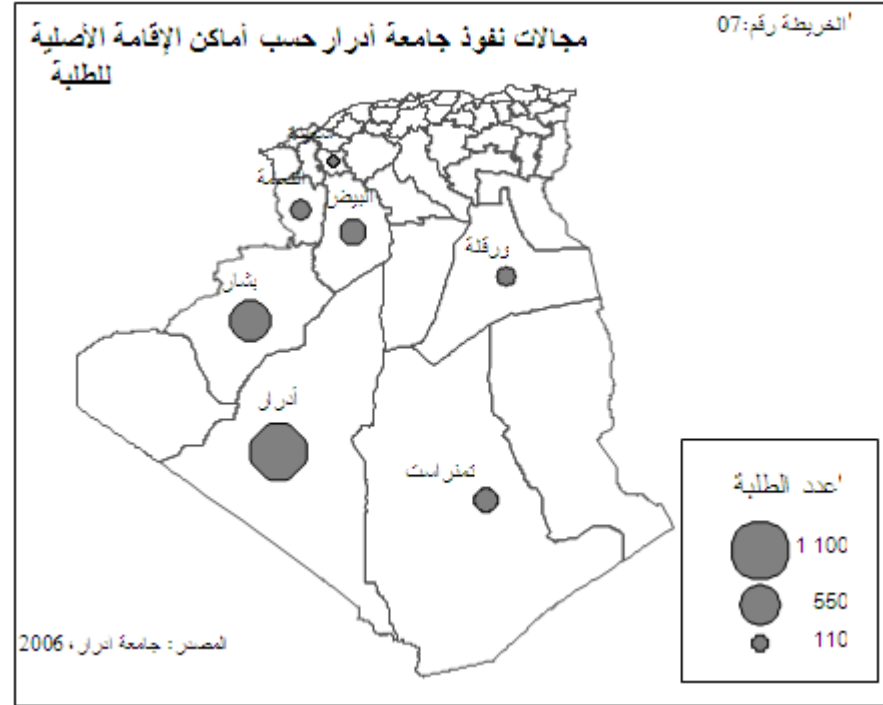 'الخريطة رقم:07
مجالات نفوذ جامعة أدرار حسب أماكن الإقامة الأصلية
للطلبة
النعمة
البيض
ورقلة
بشار
أدرار
تمنراست
'عدد الطلبة
1 100
550
110
المصدر: جامعة ادرار، 2006